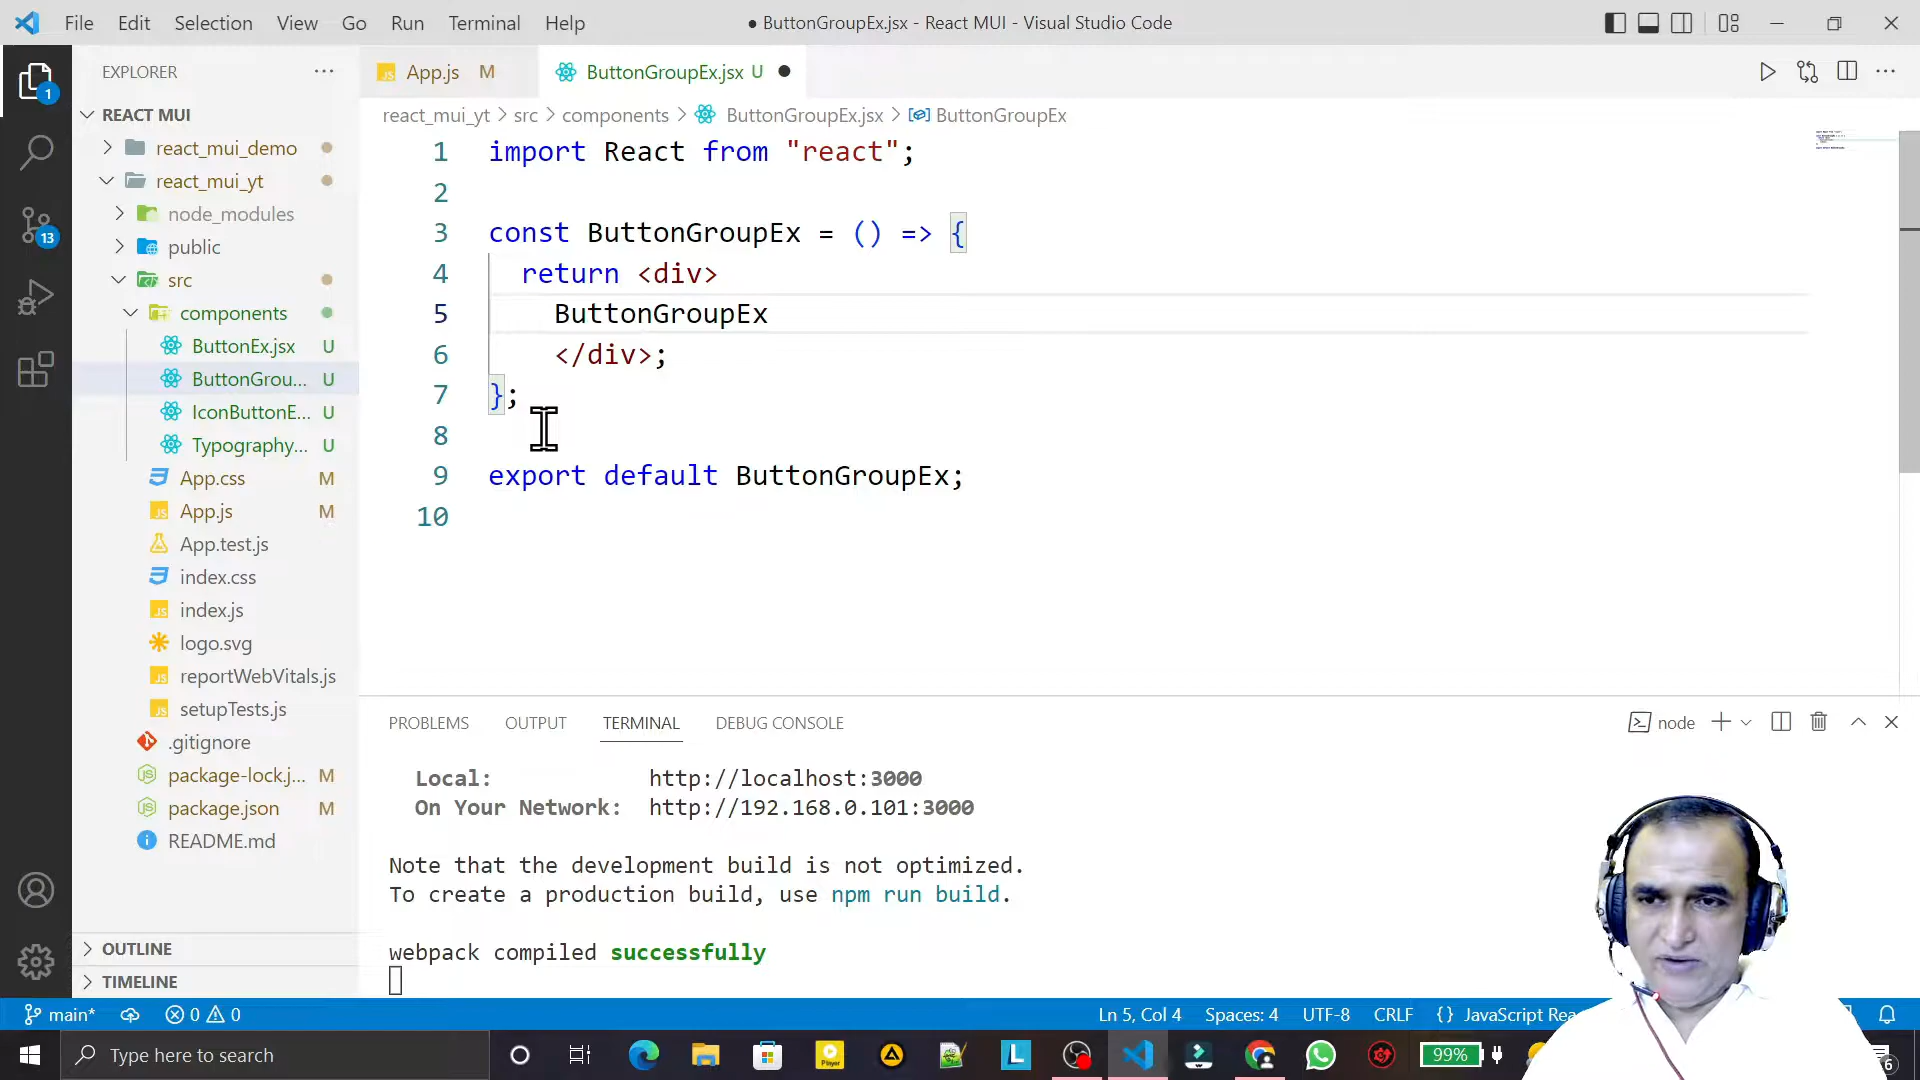 File Edit Selection View Go Run Terminal Help
● ButtonGroupEx.jsx - React MUI - Visual Studio Code
EXPLORER
App.js M
ButtonGroupEx.jsx U
REACT MUI
react_mui_yt > src > components > ButtonGroupEx.jsx > ButtonGroupEx
react_mui_demo
react_mui_yt
node_modules
public
src
components
ButtonEx.jsx U
ButtonGrou... U
IconButtonE... U
Typography... U
App.css M
App.js M
App.test.js
index.css
index.js
logo.svg
reportWebVitals.js
setupTests.js
.gitignore
package-lock.j... M
package.json M
README.md
OUTLINE
TIMELINE
1
13
1 import React from "react";
2
3 const ButtonGroupEx = () => {
4 return <div>
5 ButtonGroupEx
6 </div>;
7 };
8
9 export default ButtonGroupEx;
10
PROBLEMS OUTPUT TERMINAL DEBUG CONSOLE
node
Local: http://localhost:3000
On Your Network: http://192.168.0.101:3000
Note that the development build is not optimized.
To create a production build, use npm run build.
webpack compiled successfully
main* 0 0
Ln 5, Col 4 Spaces: 4 UTF-8 CRLF {} JavaScript Rea
Type here to search
99%
6